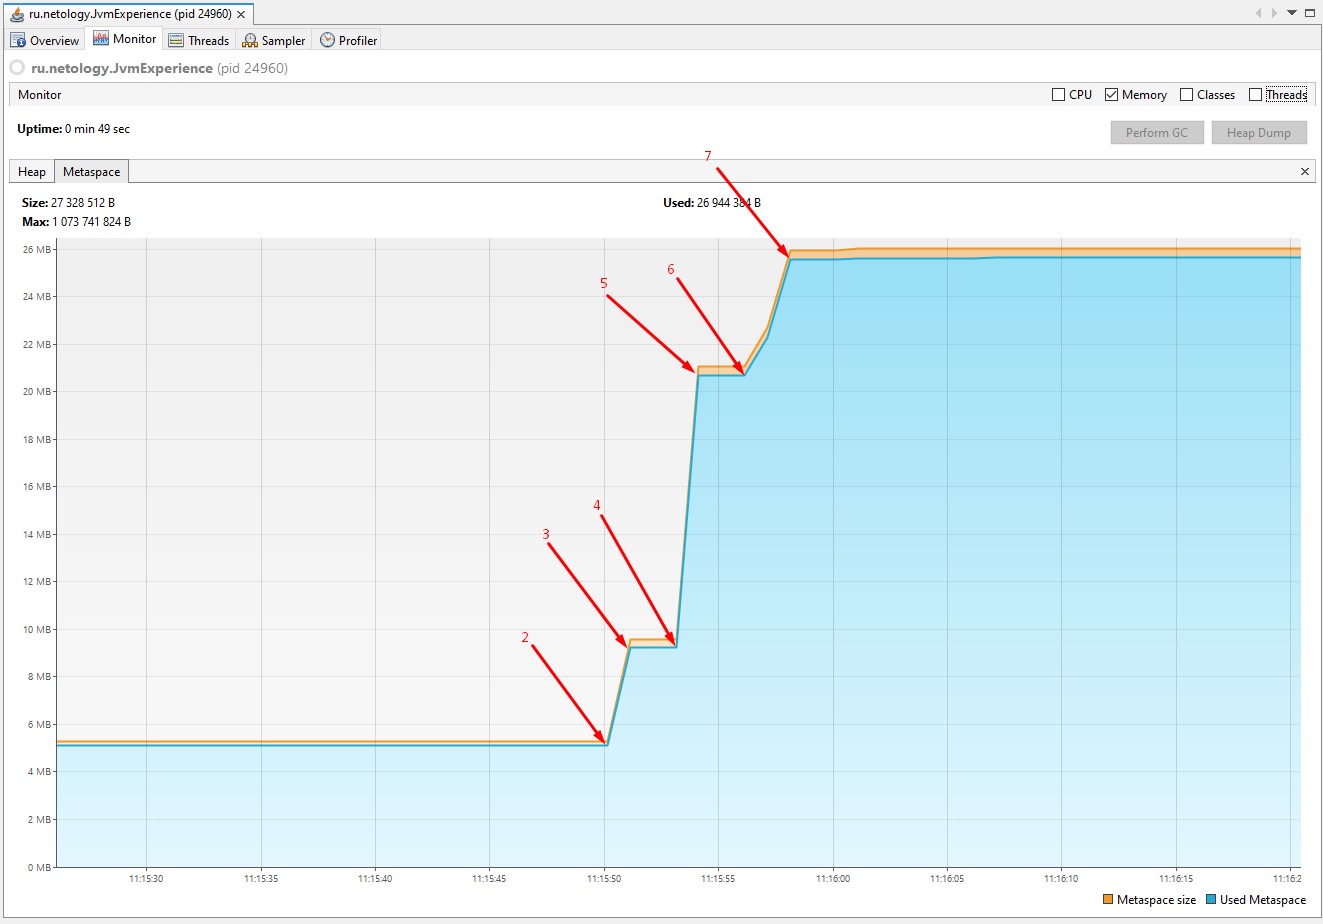 ru.netology.JvmExperience (pid 24960)
Overview Monitor Threads Sampler Profiler
ru.netology.JvmExperience (pid 24960)
Monitor CPU Memory Classes Threads
Uptime: 0 min 49 sec
Perform GC Heap Dump
Heap Metaspace
Size: 27 328 512 B
Used: 26 944 384 B
Max: 1 073 741 824 B
7
26 MB
6
5
24 MB
22 MB
20 MB
18 MB
16 MB
4
14 MB
3
12 MB
10 MB
2
8 MB
6 MB
4 MB
2 MB
0 MB
11:15:30 11:15:35 11:15:40 11:15:45 11:15:50 11:15:55 11:16:00 11:16:05 11:16:10 11:16:15 11:16:2
Metaspace size Used Metaspace